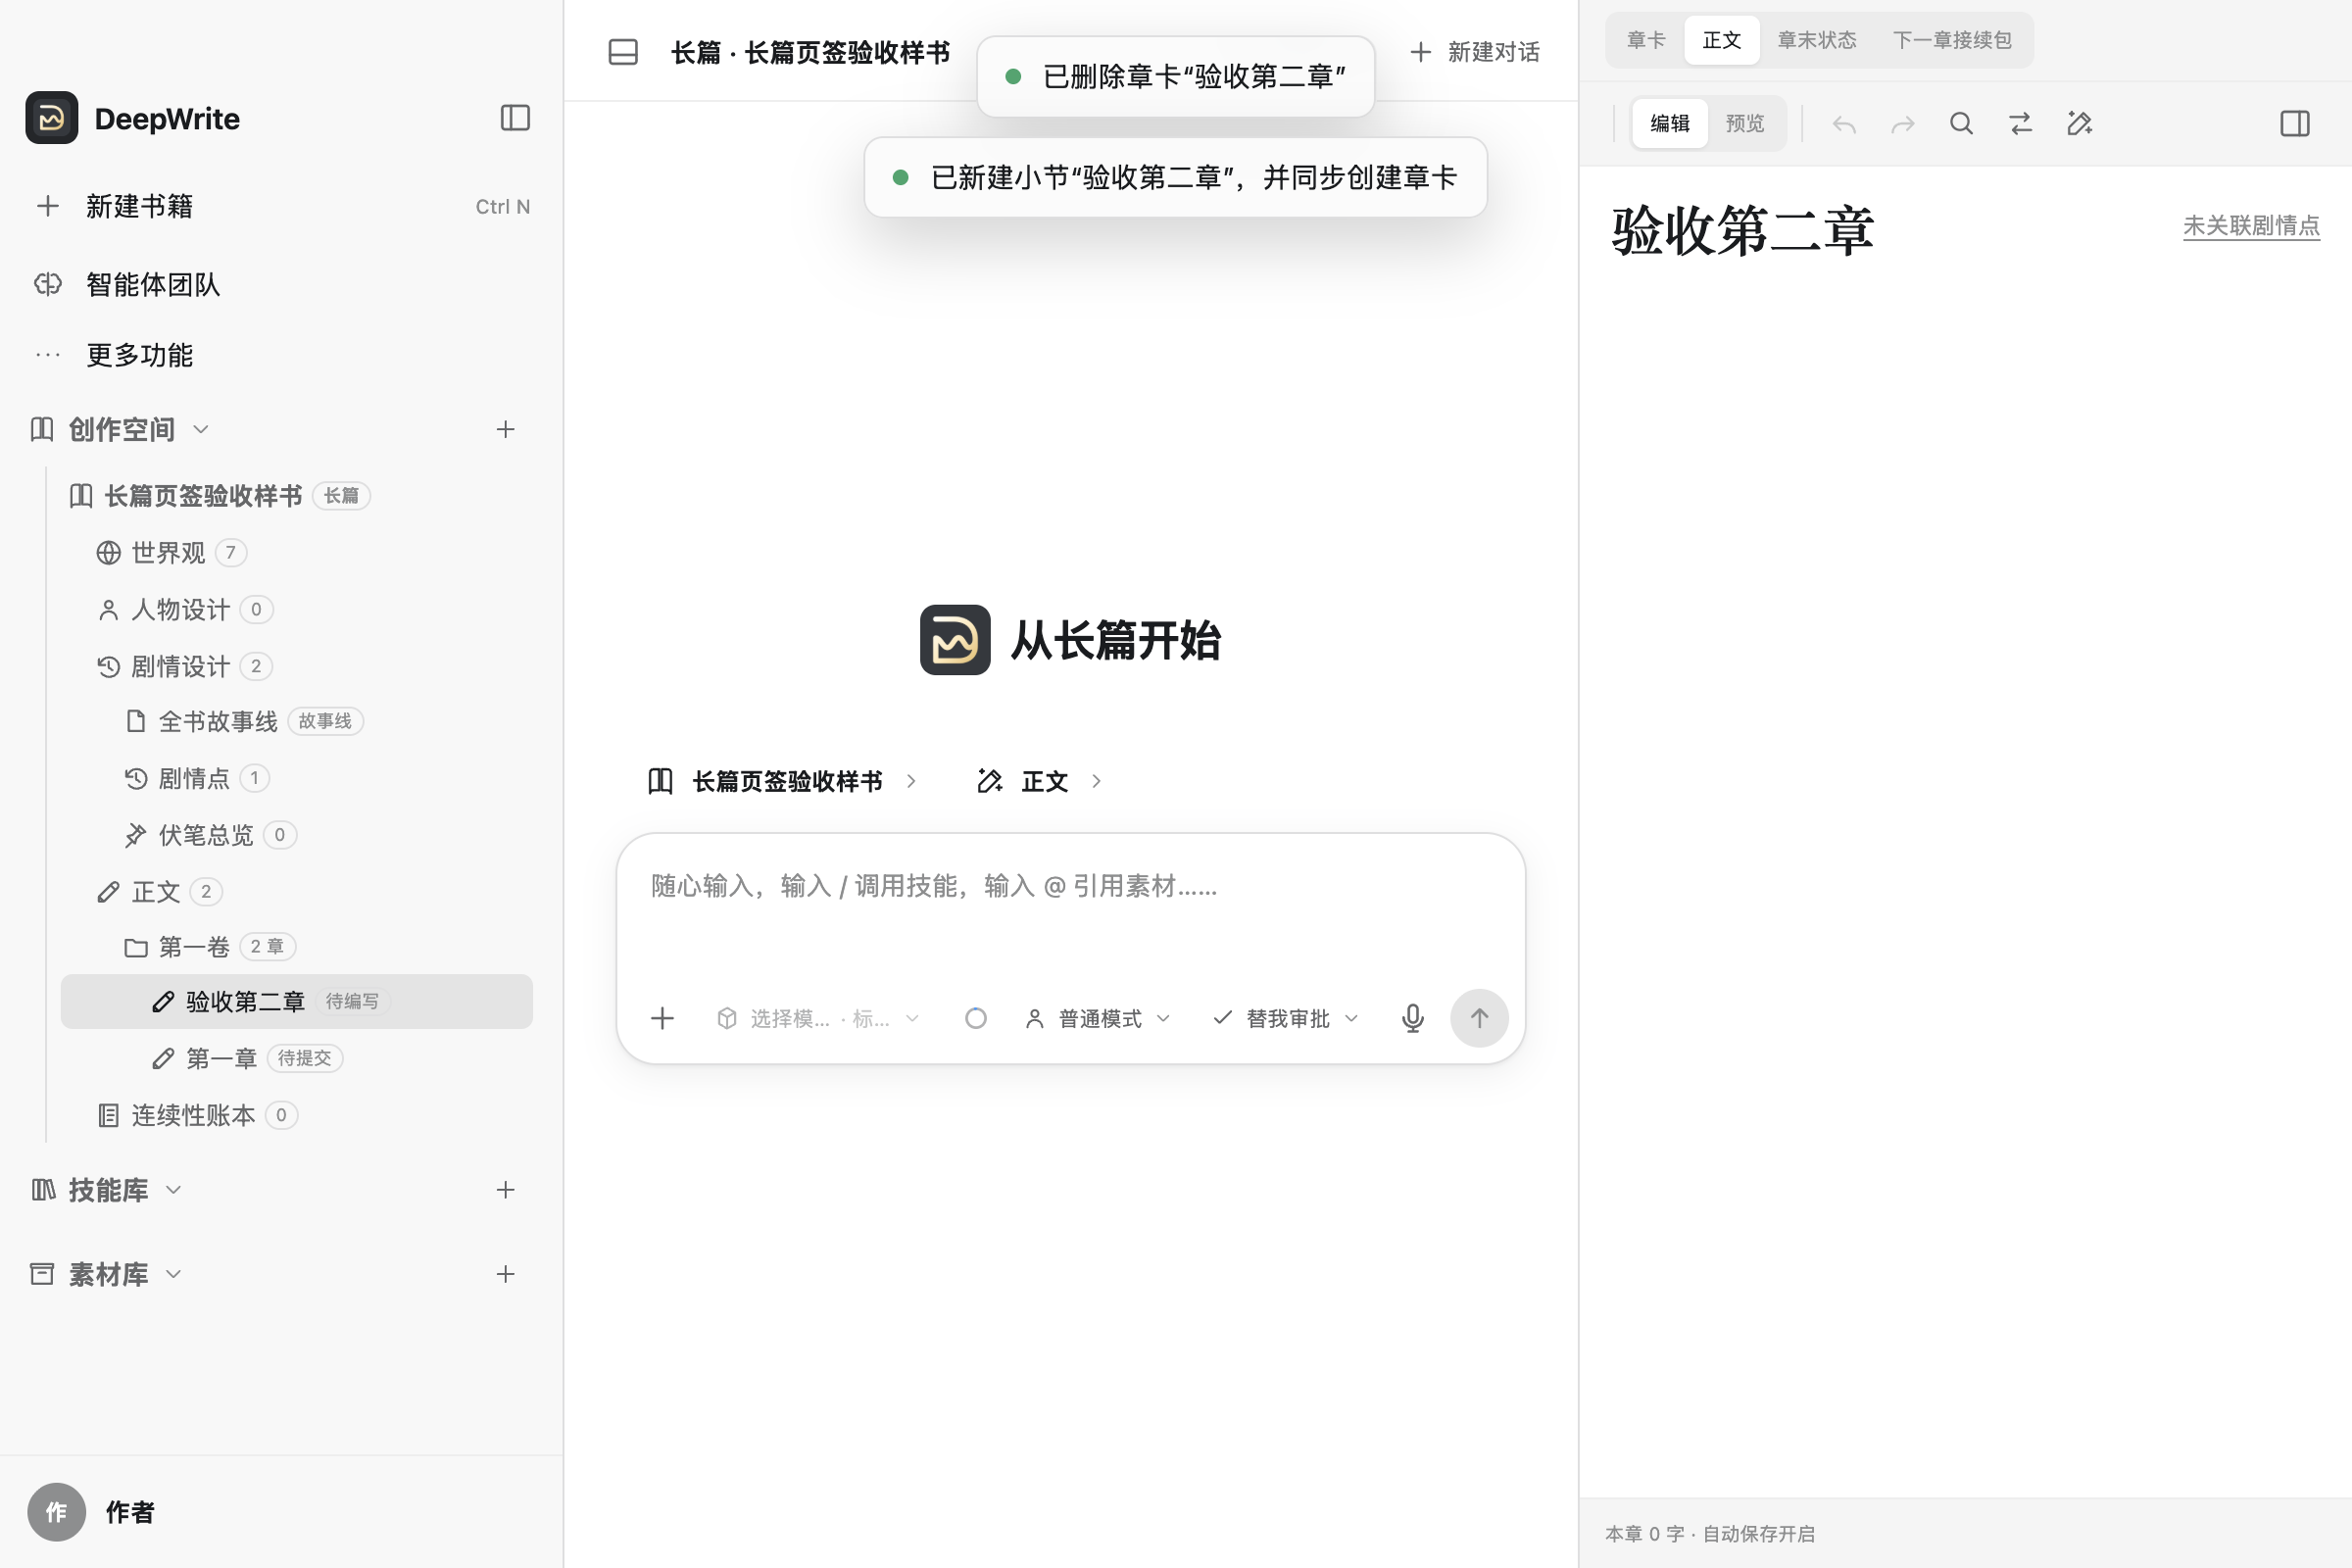 DeepWrite
新建书籍 Ctrl N
智能体团队
更多功能
创作空间
长篇页签验收样书 长篇
世界观 7
人物设计 0
剧情设计 2
全书故事线 故事线
剧情点 1
伏笔总览 0
正文 2
第一卷 2 章
验收第二章 待编写
第一章 待提交
连续性账本 0
技能库
素材库
作 作者
长篇 · 长篇页签验收样书
新建对话
已删除章卡“验收第二章”
已新建小节“验收第二章”，并同步创建章卡
从长篇开始
长篇页签验收样书 正文
随心输入，输入 / 调用技能，输入 @ 引用素材……
选择模… · 标… 普通模式 替我审批
章卡 正文 章末状态 下一章接续包
编辑 预览
验收第二章 未关联剧情点
本章 0 字 · 自动保存开启